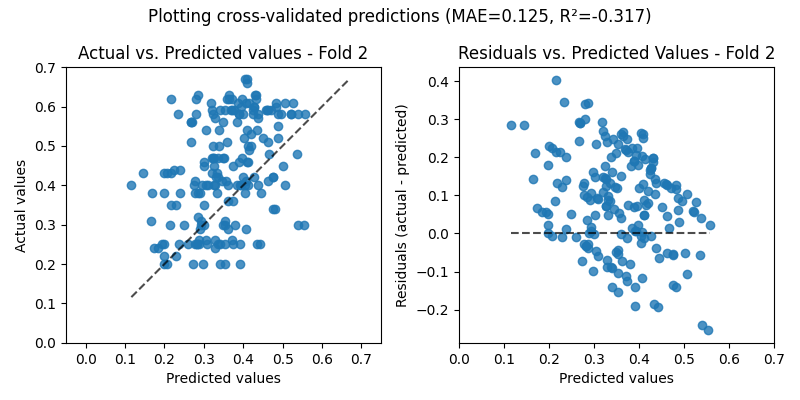 Plotting cross-validated predictions (MAE=0.125, R²=-0.317)
Actual vs. Predicted values - Fold 2
Actual values
0.7
0.6
0.5
0.4
0.3
0.2
0.1
0.0
0.0 0.1 0.2 0.3 0.4 0.5 0.6 0.7
Predicted values
Residuals vs. Predicted Values - Fold 2
Residuals (actual - predicted)
0.4
0.3
0.2
0.1
0.0
−0.1
−0.2
0.0 0.1 0.2 0.3 0.4 0.5 0.6 0.7
Predicted values